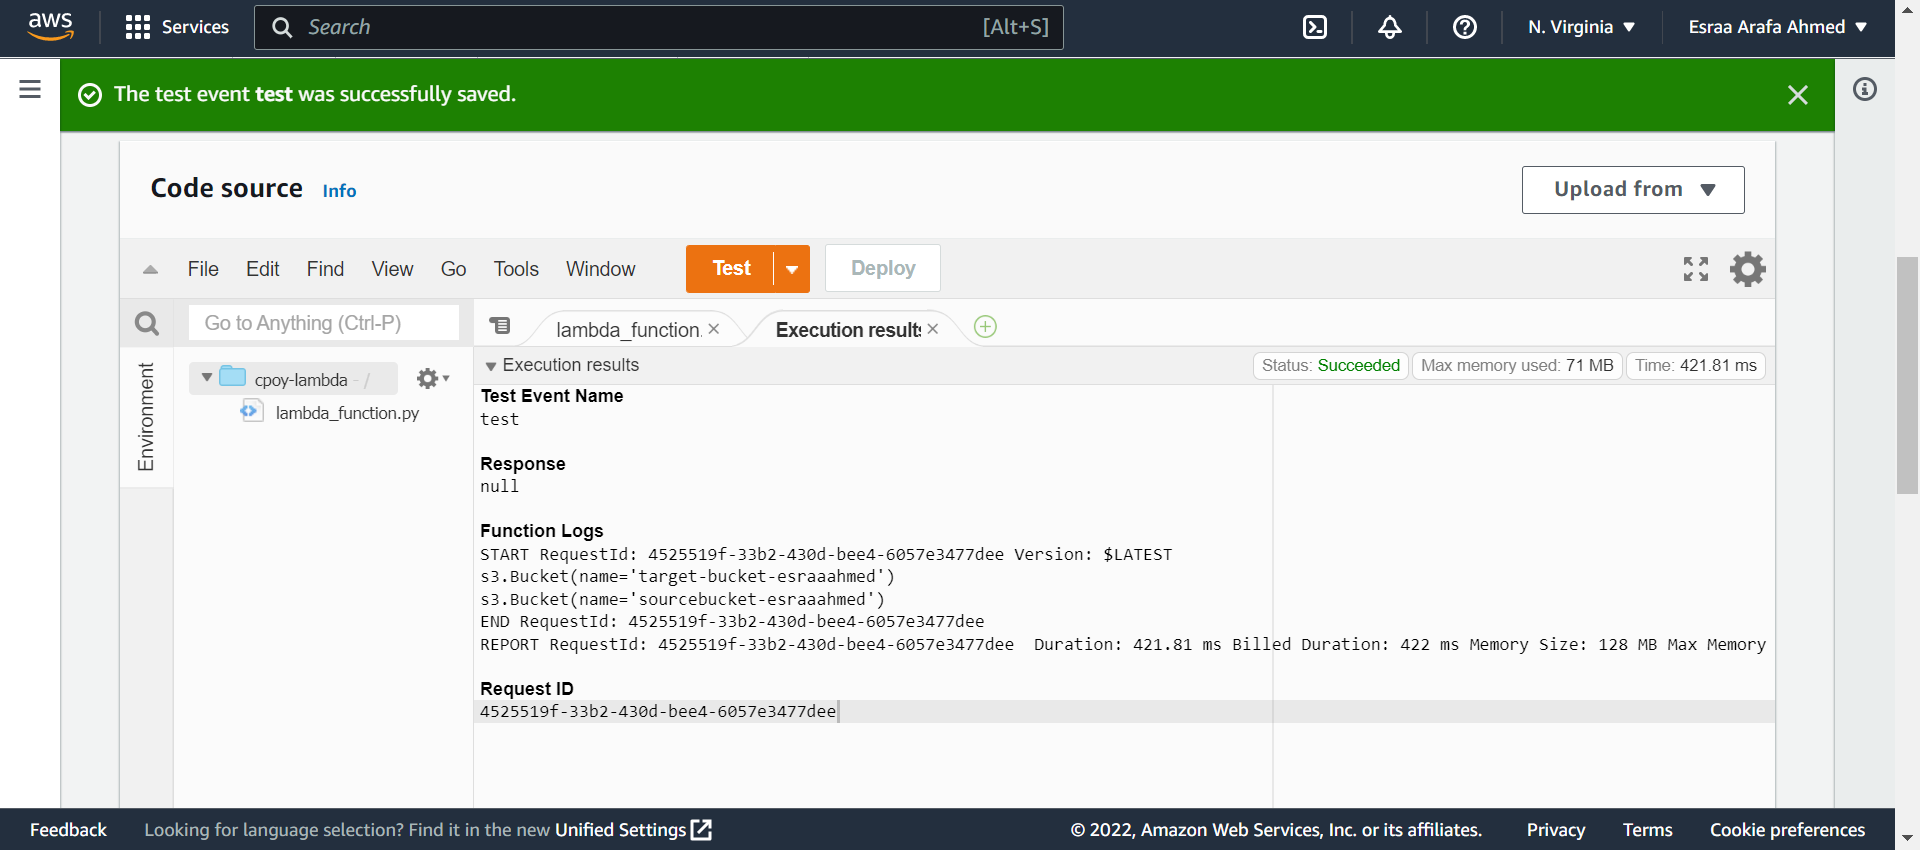 aws
Services
Search
[Alt+S]
N. Virginia
Esraa Arafa Ahmed
The test event test was successfully saved.
Code source Info
Upload from
File Edit Find View Go Tools Window
Test
Deploy
Go to Anything (Ctrl-P)
lambda_function.
Execution results
Environment
cpoy-lambda - /
lambda_function.py
Execution results
Status: Succeeded
Max memory used: 71 MB
Time: 421.81 ms
Test Event Name
test
Response
null
Function Logs
START RequestId: 4525519f-33b2-430d-bee4-6057e3477dee Version: $LATEST
s3.Bucket(name='target-bucket-esraaahmed')
s3.Bucket(name='sourcebucket-esraaahmed')
END RequestId: 4525519f-33b2-430d-bee4-6057e3477dee
REPORT RequestId: 4525519f-33b2-430d-bee4-6057e3477dee Duration: 421.81 ms Billed Duration: 422 ms Memory Size: 128 MB Max Memory
Request ID
4525519f-33b2-430d-bee4-6057e3477dee
Feedback
Looking for language selection? Find it in the new Unified Settings
© 2022, Amazon Web Services, Inc. or its affiliates.
Privacy
Terms
Cookie preferences